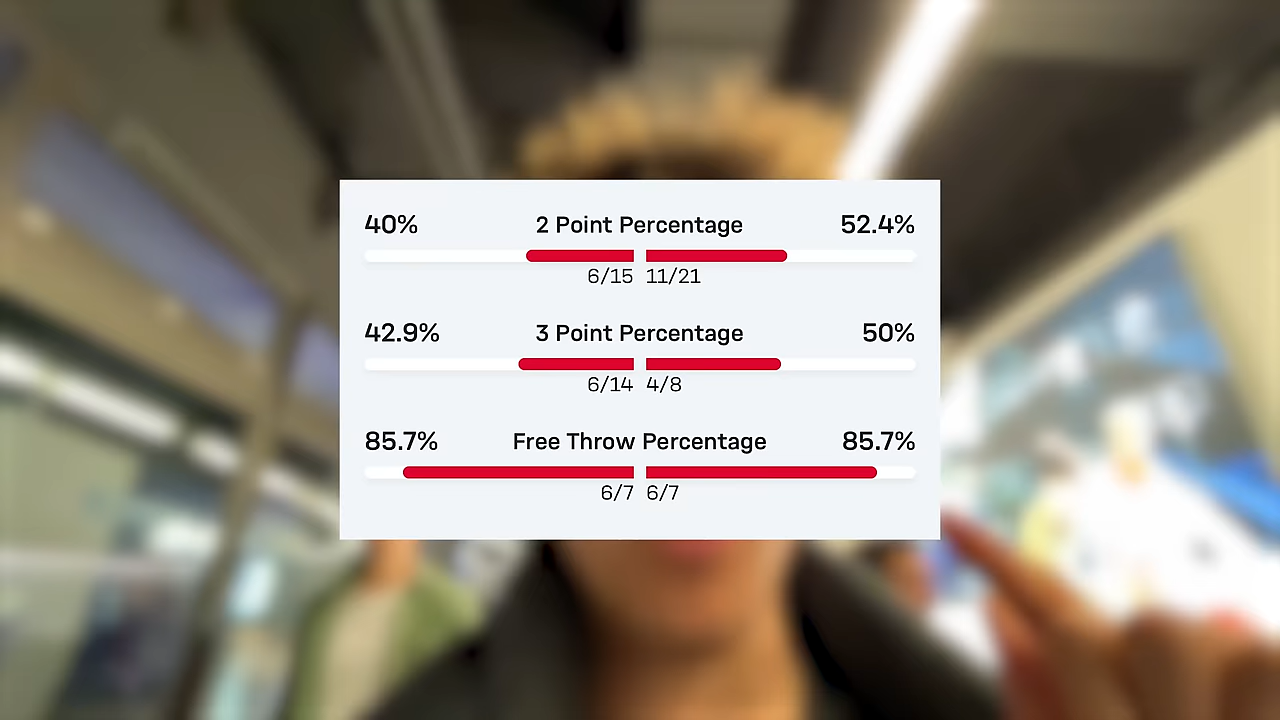 40% 2 Point Percentage 52.4%
6/15 11/21
42.9% 3 Point Percentage 50%
6/14 4/8
85.7% Free Throw Percentage 85.7%
6/7 6/7